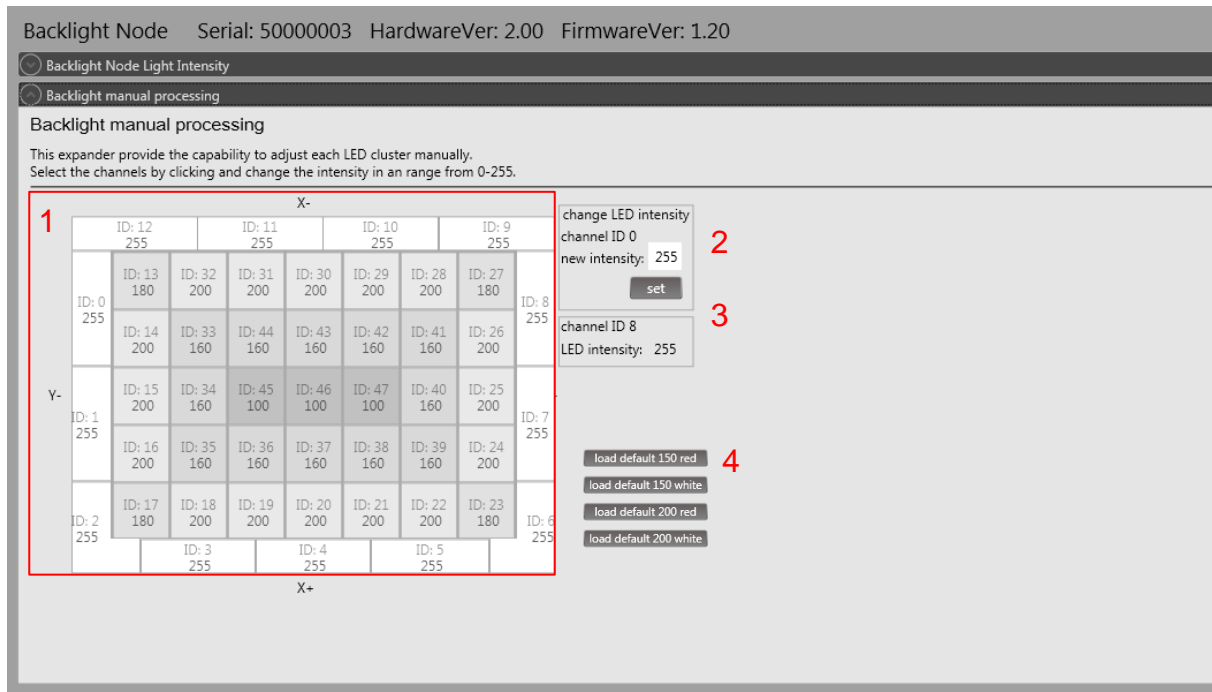 Backlight Node Serial: 50000003 HardwareVer: 2.00 FirmwareVer: 1.20
Backlight Node Light Intensity
Backlight manual processing
Backlight manual processing
This expander provide the capability to adjust each LED cluster manually.
Select the channels by clicking and change the intensity in an range from 0-255.
1
X-
ID: 12 ID: 11 ID: 10 ID: 9
255 255 255 255
ID: 13 ID: 32 ID: 31 ID: 30 ID: 29 ID: 28 ID: 27
180 200 200 200 200 200 180
ID: 0 ID: 8
255 255
ID: 14 ID: 33 ID: 44 ID: 43 ID: 42 ID: 41 ID: 26
200 160 160 160 160 160 200
Y-
ID: 15 ID: 34 ID: 45 ID: 46 ID: 47 ID: 40 ID: 25
200 160 100 100 100 160 200
ID: 1 ID: 7
255 255
ID: 16 ID: 35 ID: 36 ID: 37 ID: 38 ID: 39 ID: 24
200 160 160 160 160 160 200
ID: 17 ID: 18 ID: 19 ID: 20 ID: 21 ID: 22 ID: 23
180 200 200 200 200 200 180
ID: 2 ID: 6
255 255
ID: 3 ID: 4 ID: 5
255 255 255
X+
change LED intensity
channel ID 0
new intensity: 255
set
2
channel ID 8
LED intensity: 255
3
load default 150 red
load default 150 white
load default 200 red
load default 200 white
4